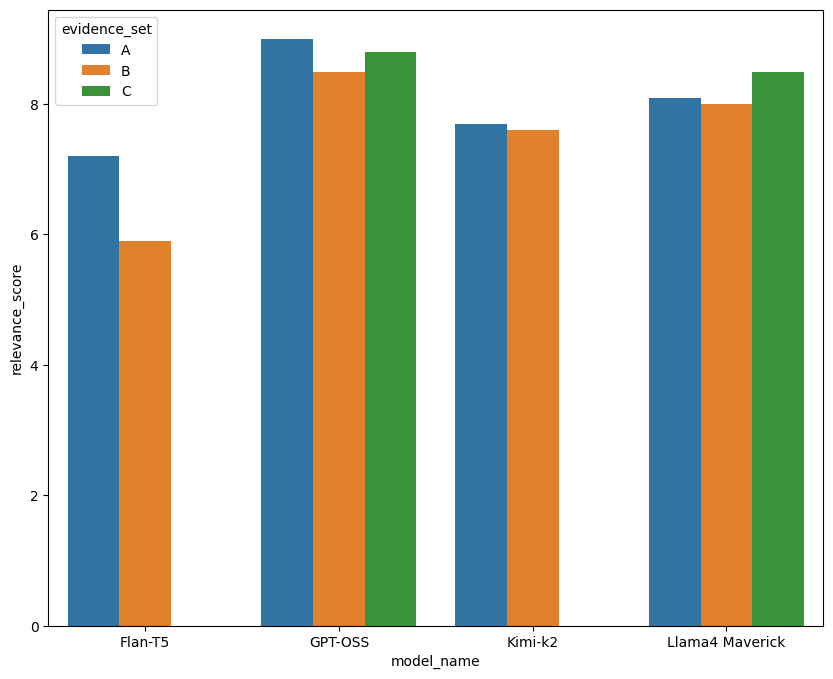 evidence_set
A
B
C
relevance_score
8
6
4
2
0
Flan-T5 GPT-OSS Kimi-k2 Llama4 Maverick
model_name